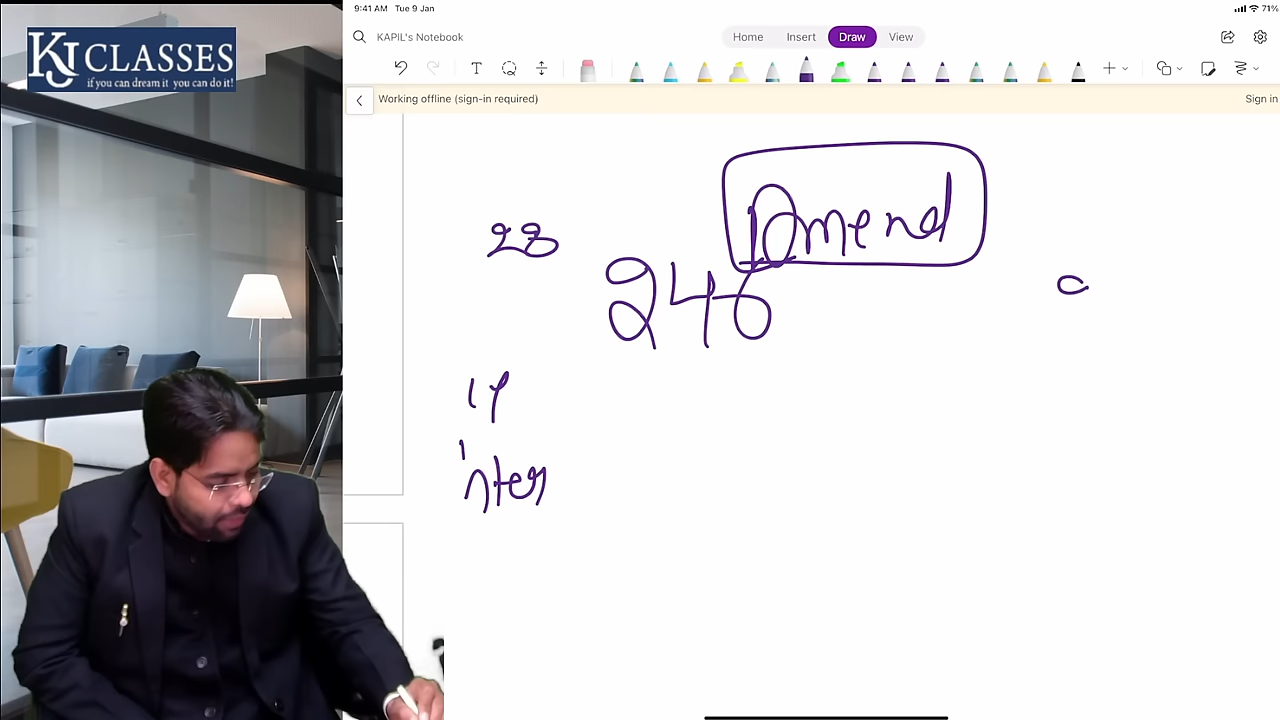 9:41 AM Tue 9 Jan
71%
KJ CLASSES
if you can dream it you can do it!
KAPIL's Notebook
Home Insert Draw View
Working offline (sign-in required)
Sign in
Amend
246
if
inter